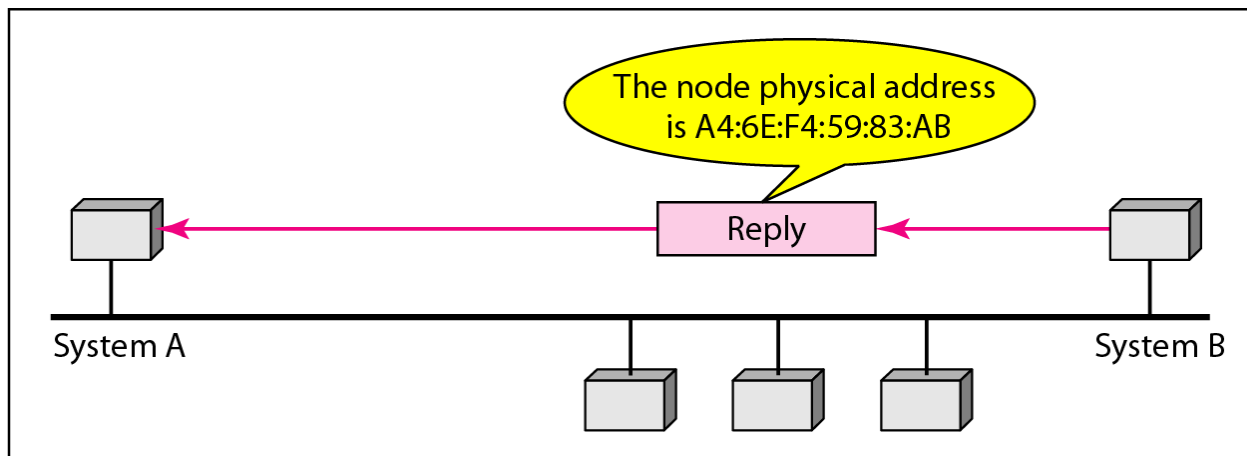 The node physical address
is A4:6E:F4:59:83:AB
Reply
System A
System B